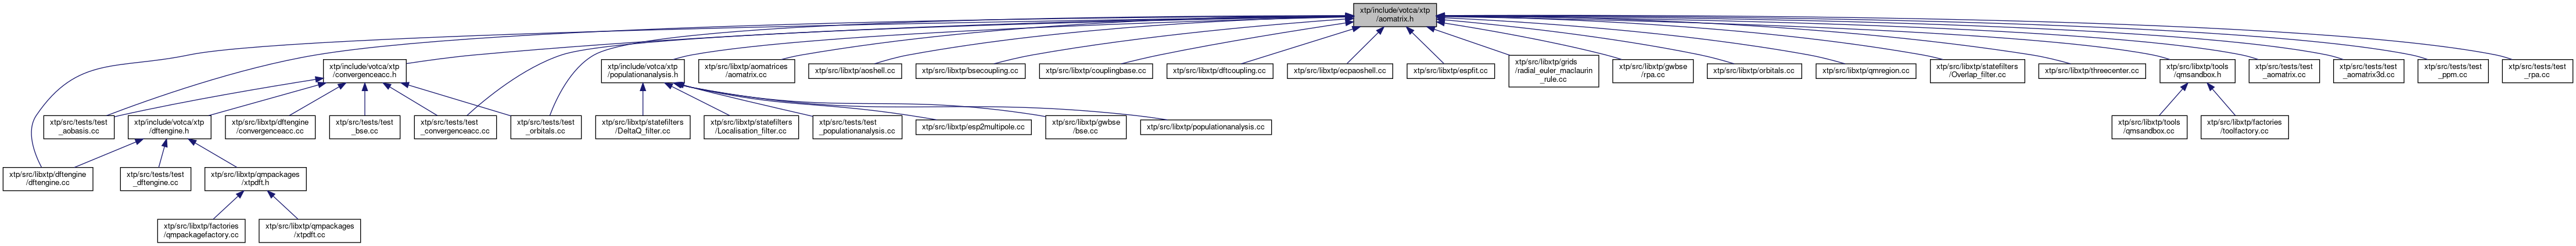 xtp/include/votca/xtp
/aomatrix.h
xtp/include/votca/xtp
/convergenceacc.h
xtp/include/votca/xtp
/populationanalysis.h
xtp/src/libxtp/aomatrices
/aomatrix.cc
xtp/src/libxtp/aoshell.cc
xtp/src/libxtp/bsecoupling.cc
xtp/src/libxtp/couplingbase.cc
xtp/src/libxtp/dftcoupling.cc
xtp/src/libxtp/ecpaoshell.cc
xtp/src/libxtp/espfit.cc
xtp/src/libxtp/grids
/radial_euler_maclaurin
_rule.cc
xtp/src/libxtp/gwbse
/rpa.cc
xtp/src/libxtp/orbitals.cc
xtp/src/libxtp/qmregion.cc
xtp/src/libxtp/statefilters
/Overlap_filter.cc
xtp/src/libxtp/threecenter.cc
xtp/src/libxtp/tools
/qmsandbox.h
xtp/src/tests/test
_aomatrix.cc
xtp/src/tests/test
_aomatrix3d.cc
xtp/src/tests/test
_ppm.cc
xtp/src/tests/test
_rpa.cc
xtp/src/tests/test
_aobasis.cc
xtp/include/votca/xtp
/dftengine.h
xtp/src/libxtp/dftengine
/convergenceacc.cc
xtp/src/tests/test
_bse.cc
xtp/src/tests/test
_convergenceacc.cc
xtp/src/tests/test
_orbitals.cc
xtp/src/libxtp/statefilters
/DeltaQ_filter.cc
xtp/src/libxtp/statefilters
/Localisation_filter.cc
xtp/src/tests/test
_populationanalysis.cc
xtp/src/libxtp/esp2multipole.cc
xtp/src/libxtp/gwbse
/bse.cc
xtp/src/libxtp/populationanalysis.cc
xtp/src/libxtp/tools
/qmsandbox.cc
xtp/src/libxtp/factories
/toolfactory.cc
xtp/src/libxtp/dftengine
/dftengine.cc
xtp/src/tests/test
_dftengine.cc
xtp/src/libxtp/qmpackages
/xtpdft.h
xtp/src/libxtp/factories
/qmpackagefactory.cc
xtp/src/libxtp/qmpackages
/xtpdft.cc